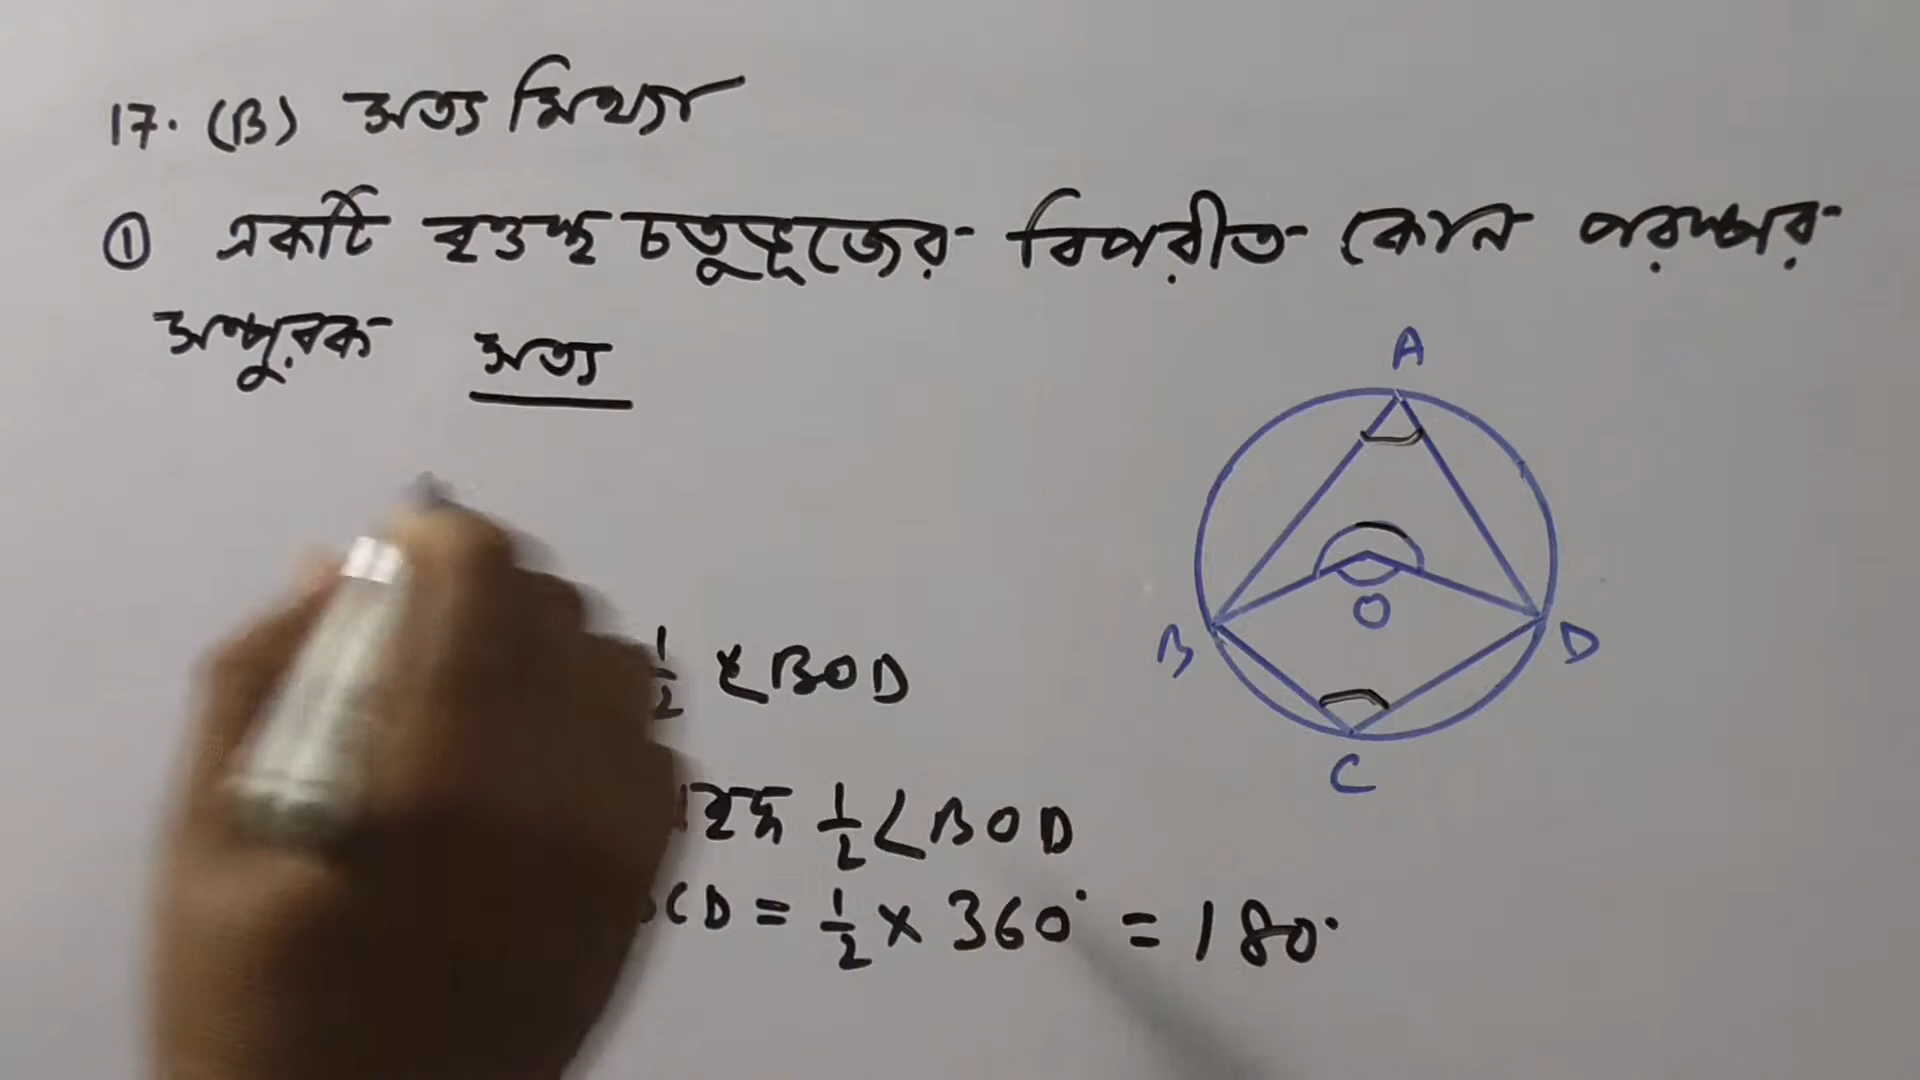 17. (B) সত্য মিথ্যা
① একটি বৃত্তস্থ চতুর্ভূজের বিপরীত কোন পরস্পর
সম্পুরক সত্য
A
O
B
D
C
1/2 ∠BOD
1/2 ∠BOD
CD = 1/2 × 360° = 180°